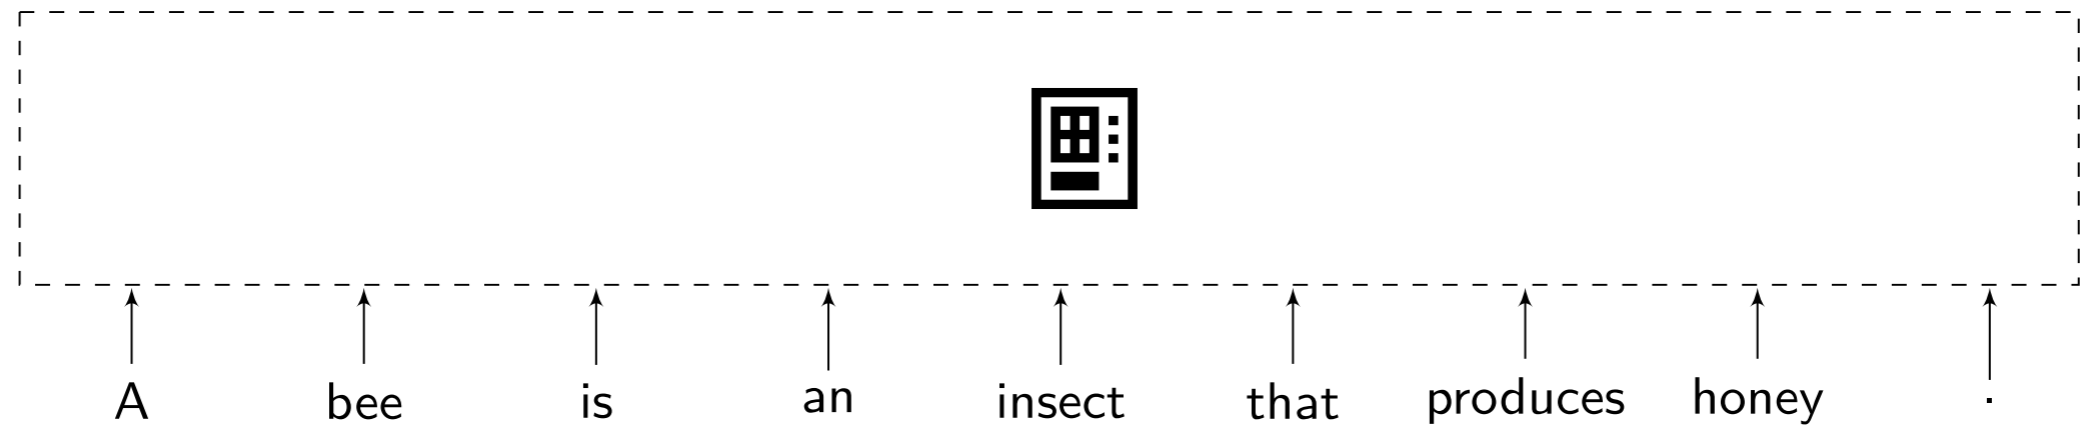 A bee is an insect that produces honey .